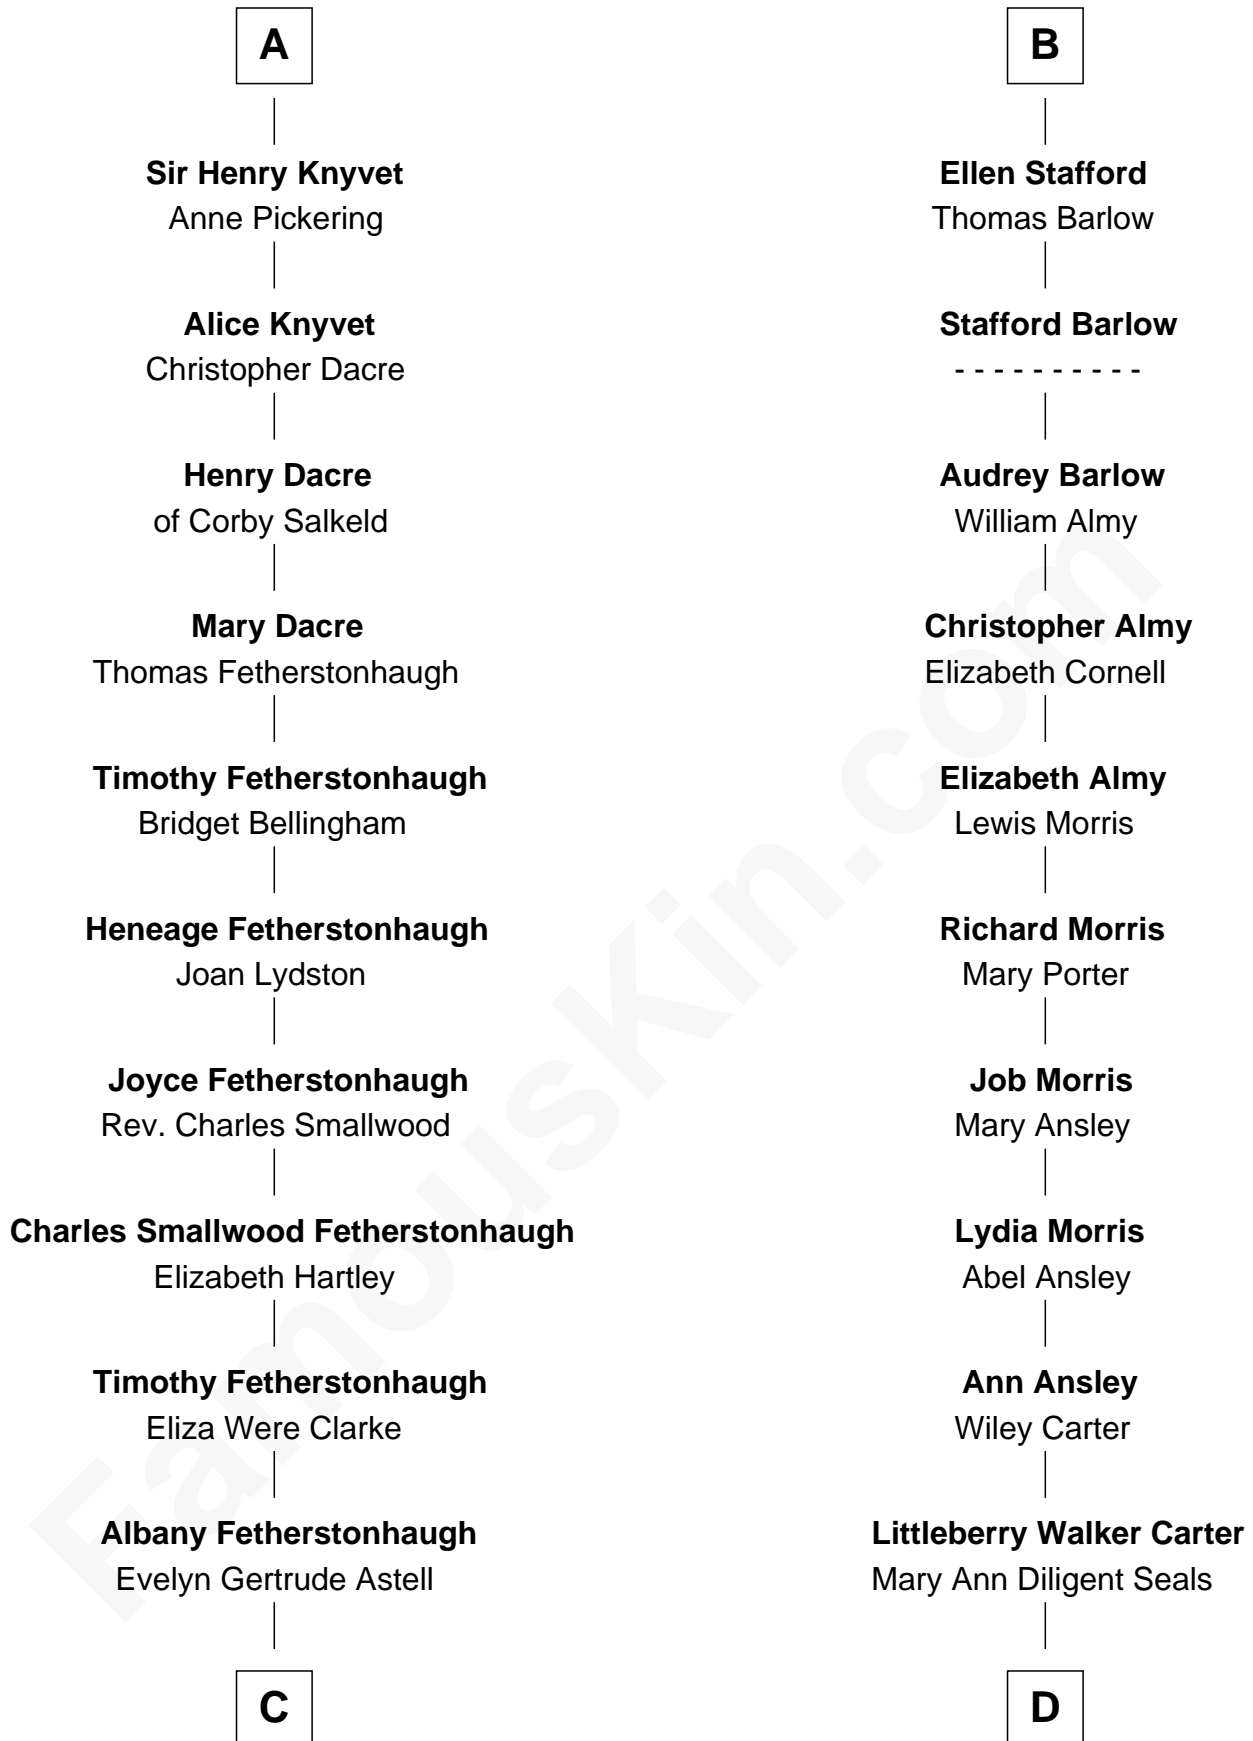 A
Sir Henry Knyvet
Anne Pickering
Alice Knyvet
Christopher Dacre
Henry Dacre
of Corby Salkeld
Mary Dacre
Thomas Fetherstonhaugh
Timothy Fetherstonhaugh
Bridget Bellingham
Heneage Fetherstonhaugh
Joan Lydston
Joyce Fetherstonhaugh
Rev. Charles Smallwood
Charles Smallwood Fetherstonhaugh
Elizabeth Hartley
Timothy Fetherstonhaugh
Eliza Were Clarke
Albany Fetherstonhaugh
Evelyn Gertrude Astell
C
B
Ellen Stafford
Thomas Barlow
Stafford Barlow
- - - - - - - - - -
Audrey Barlow
William Almy
Christopher Almy
Elizabeth Cornell
Elizabeth Almy
Lewis Morris
Richard Morris
Mary Porter
Job Morris
Mary Ansley
Lydia Morris
Abel Ansley
Ann Ansley
Wiley Carter
Littleberry Walker Carter
Mary Ann Diligent Seals
D
FamousKin.com